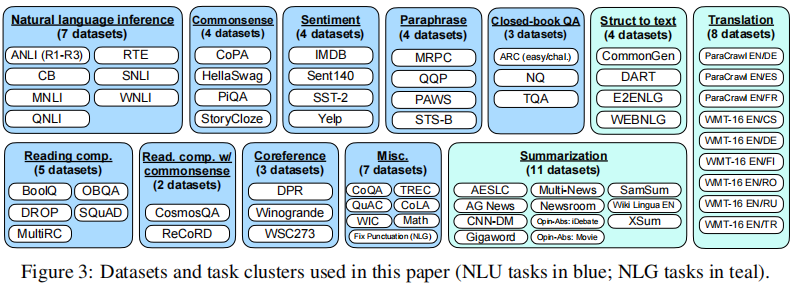 Natural language inference
(7 datasets)
ANLI (R1-R3)
RTE
CB
SNLI
MNLI
WNLI
QNLI
Commonsense
(4 datasets)
CoPA
HellaSwag
PiQA
StoryCloze
Sentiment
(4 datasets)
IMDB
Sent140
SST-2
Yelp
Paraphrase
(4 datasets)
MRPC
QQP
PAWS
STS-B
Closed-book QA
(3 datasets)
ARC (easy/chal.)
NQ
TQA
Struct to text
(4 datasets)
CommonGen
DART
E2ENLG
WEBNLG
Translation
(8 datasets)
ParaCrawl EN/DE
ParaCrawl EN/ES
ParaCrawl EN/FR
WMT-16 EN/CS
WMT-16 EN/DE
WMT-16 EN/FI
WMT-16 EN/RO
WMT-16 EN/RU
WMT-16 EN/TR
Reading comp.
(5 datasets)
BoolQ
OBQA
DROP
SQuAD
MultiRC
Read. comp. w/
commonsense
(2 datasets)
CosmosQA
ReCoRD
Coreference
(3 datasets)
DPR
Winogrande
WSC273
Misc.
(7 datasets)
CoQA
TREC
QuAC
CoLA
WIC
Math
Fix Punctuation (NLG)
Summarization
(11 datasets)
AESLC
Multi-News
SamSum
AG News
Newsroom
Wiki Lingua EN
CNN-DM
Opin-Abs: iDebate
XSum
Gigaword
Opin-Abs: Movie
Figure 3: Datasets and task clusters used in this paper (NLU tasks in blue; NLG tasks in teal).